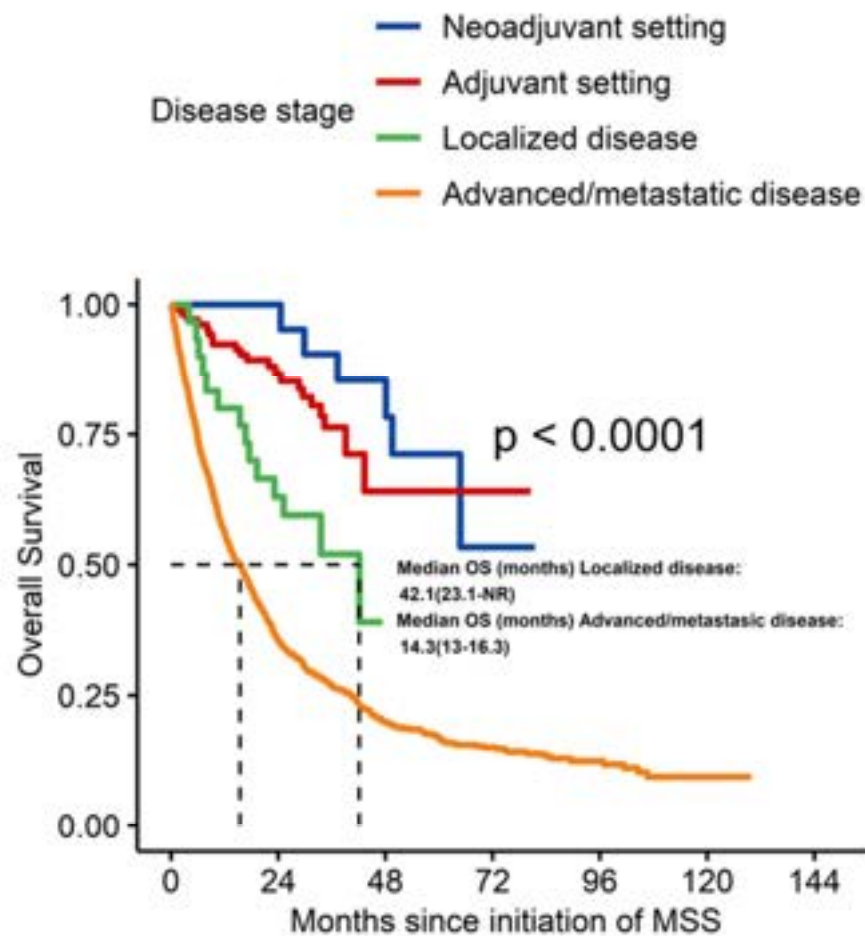 Neoadjuvant setting
Adjuvant setting
Disease stage
Localized disease
Advanced/metastatic disease
1.00
0.75
0.50
0.25
0.00
Overall Survival
p < 0.0001
Median OS (months) Localized disease:
42.1(23.1-NR)
Median OS (months) Advanced/metastasic disease:
14.3(13-16.3)
0 24 48 72 96 120 144
Months since initiation of MSS